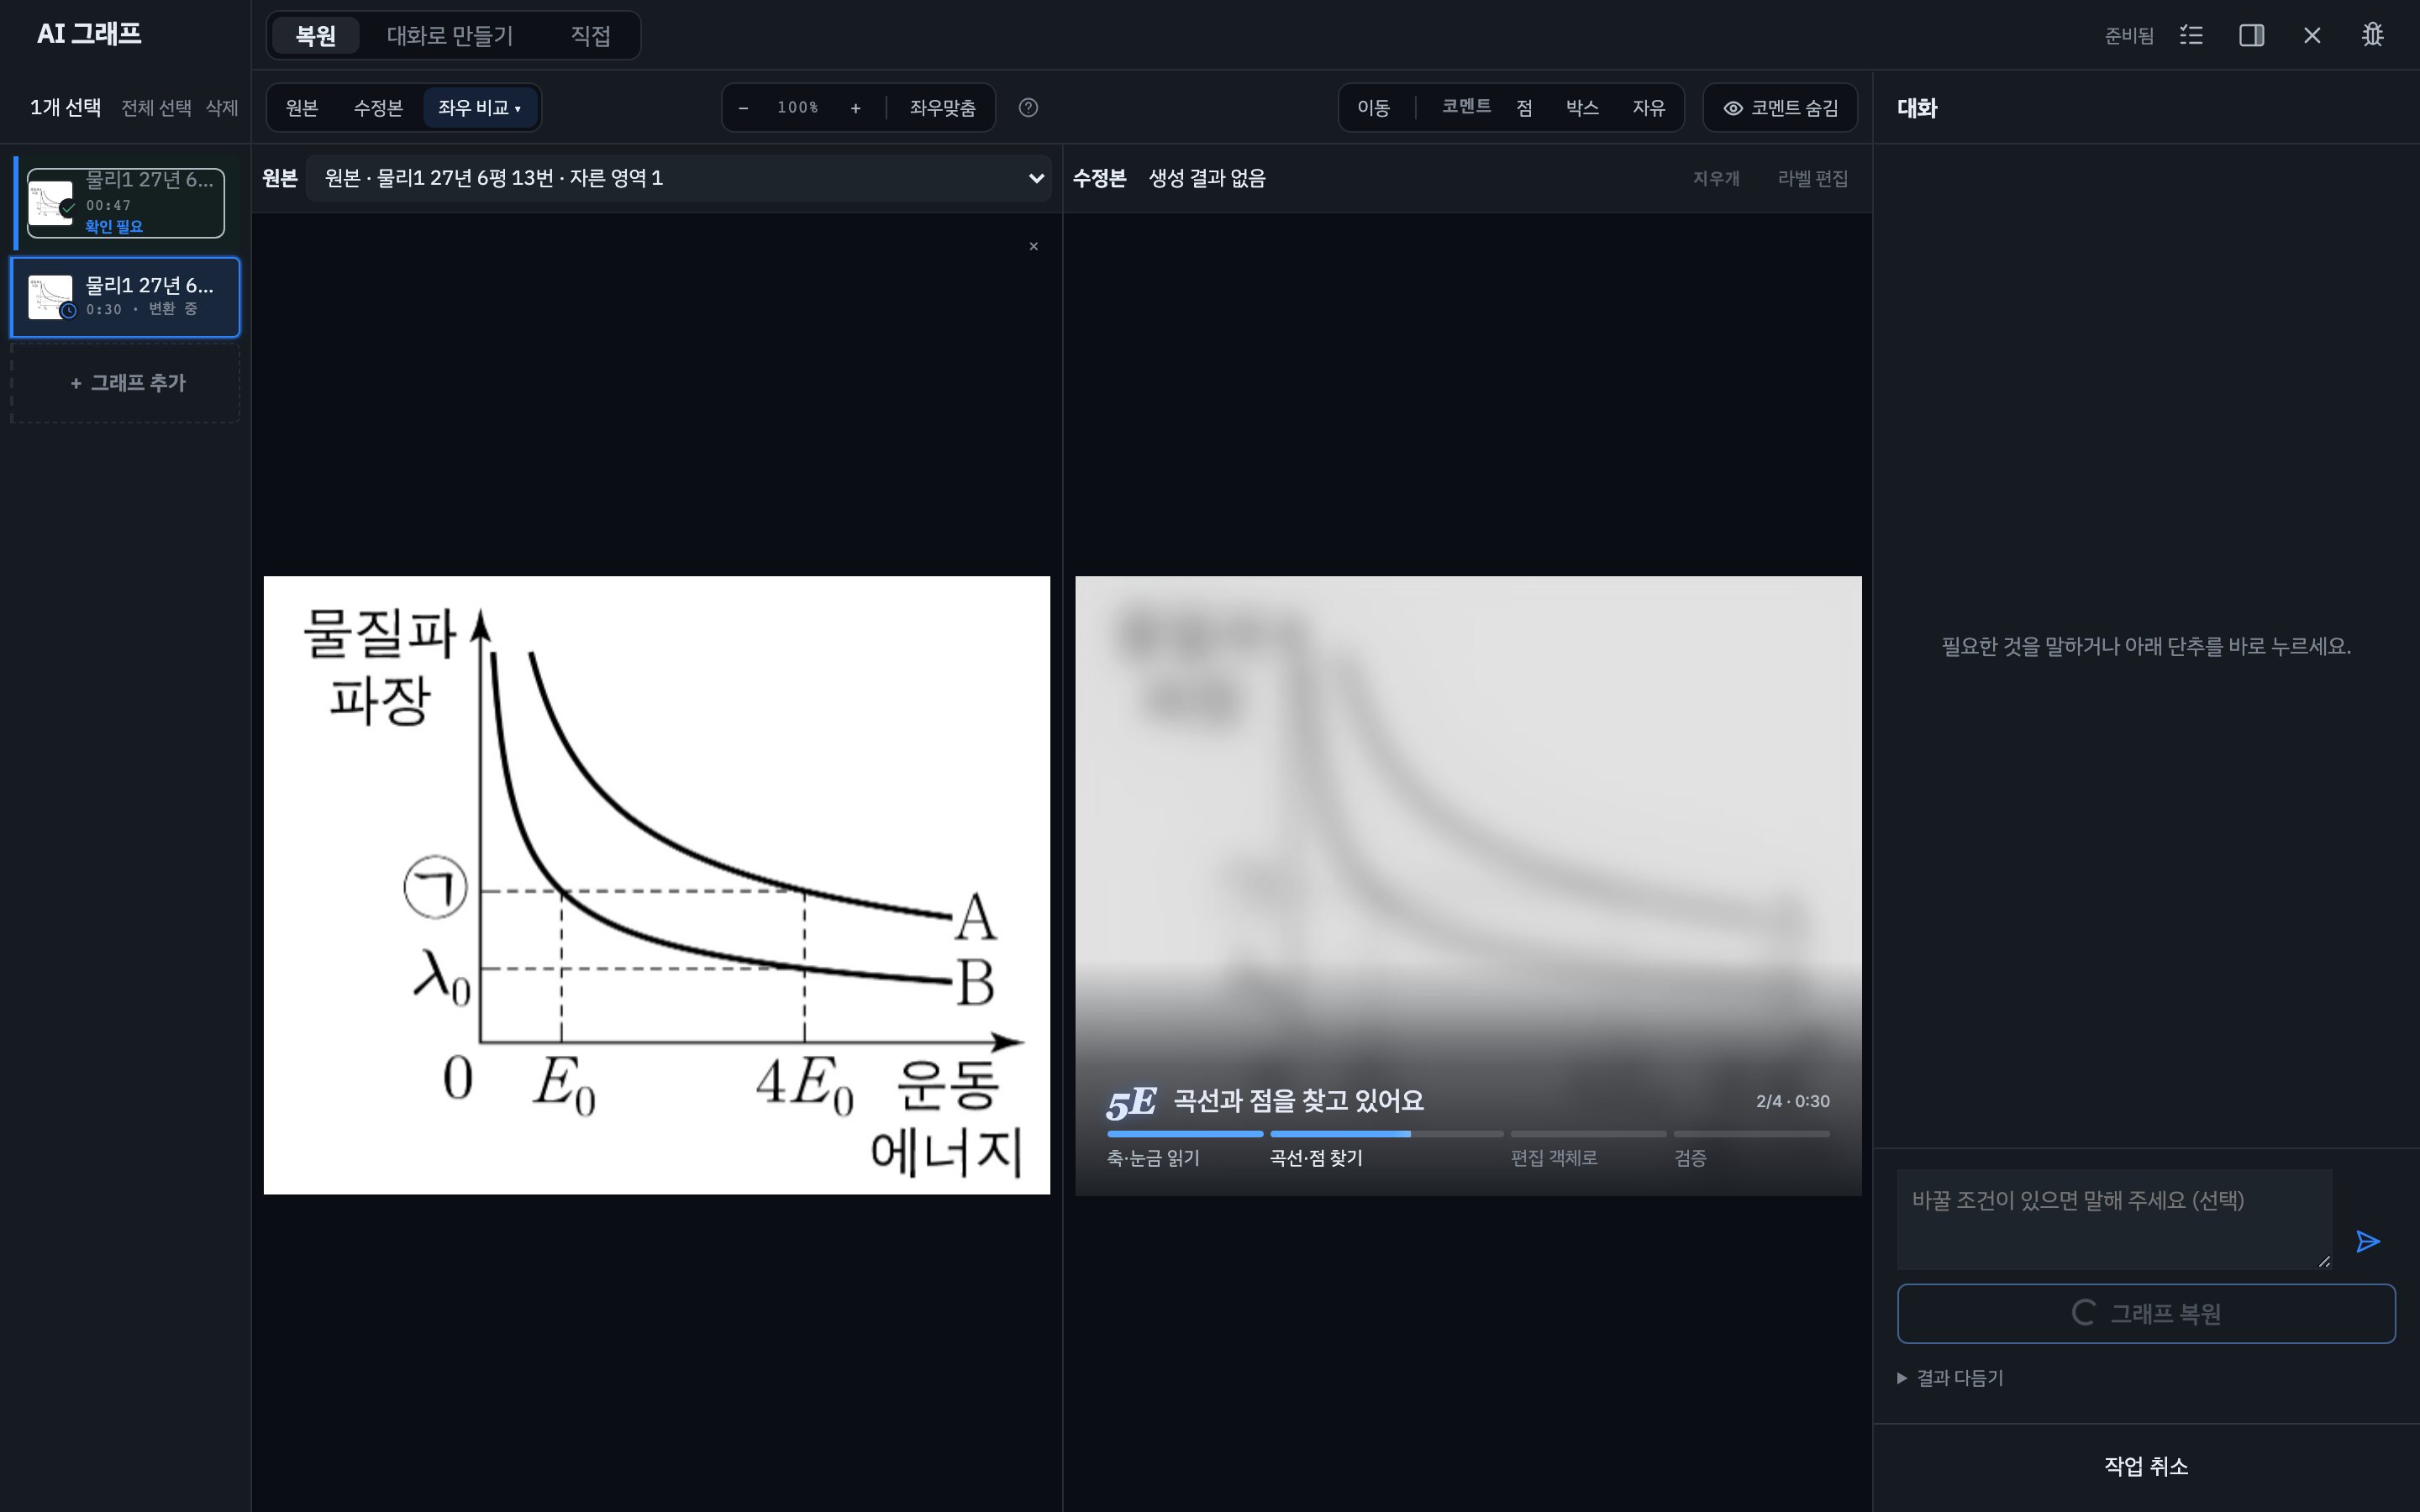 AI 그래프
복원 대화로 만들기 직접
준비됨
1개 선택 전체 선택 삭제
원본 수정본 좌우 비교 ▾
− 100% + 좌우맞춤 ?
이동 코멘트 점 박스 자유
코멘트 숨김
대화
물리1 27년 6...
00:47
확인 필요
물리1 27년 6...
0:30 · 변환 중
+ 그래프 추가
원본 원본 · 물리1 27년 6평 13번 · 자른 영역 1
수정본 생성 결과 없음 지우개 라벨 편집
×
물질파
파장
㉠
λ₀
A
B
0 E₀ 4E₀ 운동
에너지
5E 곡선과 점을 찾고 있어요 2/4 · 0:30
축·눈금 읽기 곡선·점 찾기 편집 객체로 검증
필요한 것을 말하거나 아래 단추를 바로 누르세요.
바꿀 조건이 있으면 말해 주세요 (선택)
그래프 복원
▶ 결과 다듬기
작업 취소